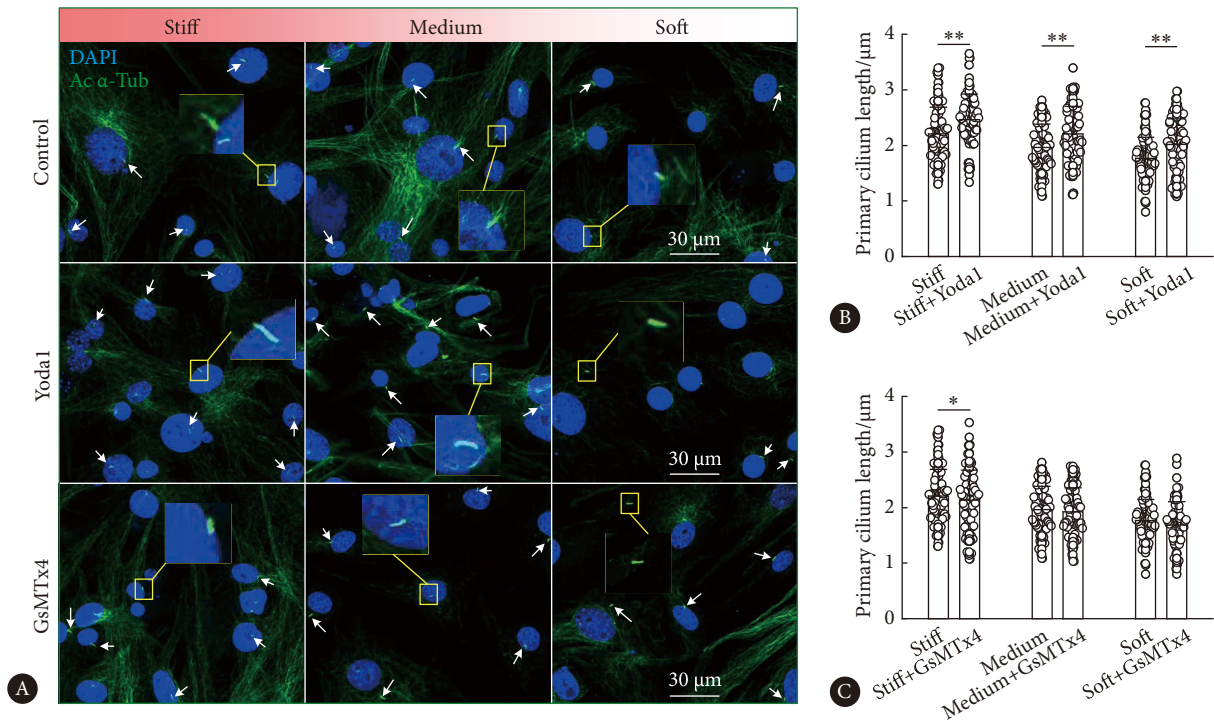 Stiff Medium Soft
DAPI
Ac α-Tub
Control
30 μm
Yoda1
30 μm
GsMTx4
30 μm
A
Primary cilium length/μm
4
3
2
1
0
** ** **
Stiff
Stiff+Yoda1
Medium
Medium+Yoda1
Soft
Soft+Yoda1
B
Primary cilium length/μm
4
3
2
1
0
*
Stiff
Stiff+GsMTx4
Medium
Medium+GsMTx4
Soft
Soft+GsMTx4
C